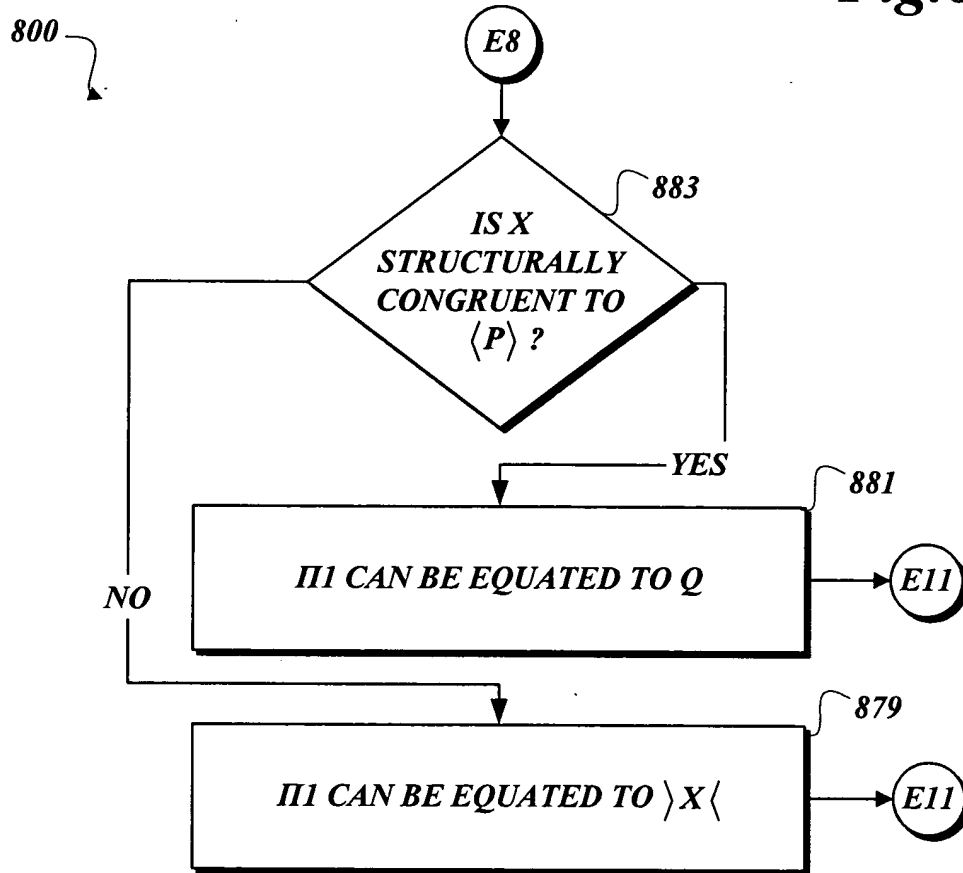 800
E8
883
IS X
STRUCTURALLY
CONGRUENT TO
⟨P⟩ ?
YES
881
Π1 CAN BE EQUATED TO Q
E11
NO
879
Π1 CAN BE EQUATED TO ⟩X⟨
E11